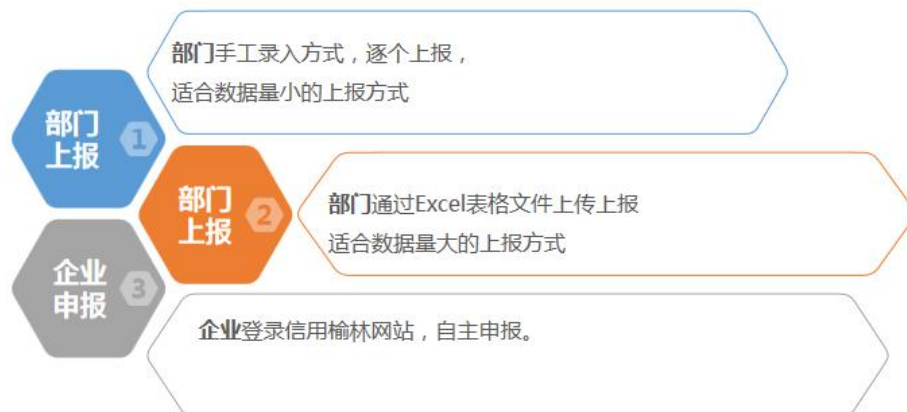 部门手工录入方式，逐个上报，
适合数据量小的上报方式
部门
上报
1
部门
上报
2
部门通过Excel表格文件上传上报
适合数据量大的上报方式
企业
申报
3
企业登录信用榆林网站，自主申报。